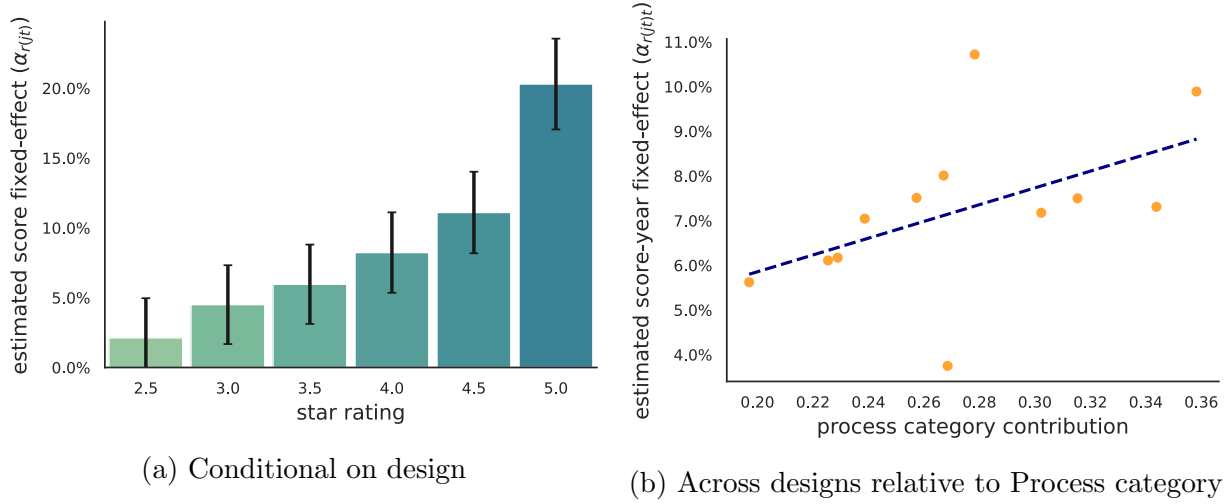 estimated score fixed-effect (α_{r(jt)})
20.0%
15.0%
10.0%
5.0%
0.0%
2.5 3.0 3.5 4.0 4.5 5.0
star rating
(a) Conditional on design
estimated score-year fixed-effect (α_{r(jt)t})
11.0%
10.0%
9.0%
8.0%
7.0%
6.0%
5.0%
4.0%
0.20 0.22 0.24 0.26 0.28 0.30 0.32 0.34 0.36
process category contribution
(b) Across designs relative to Process category